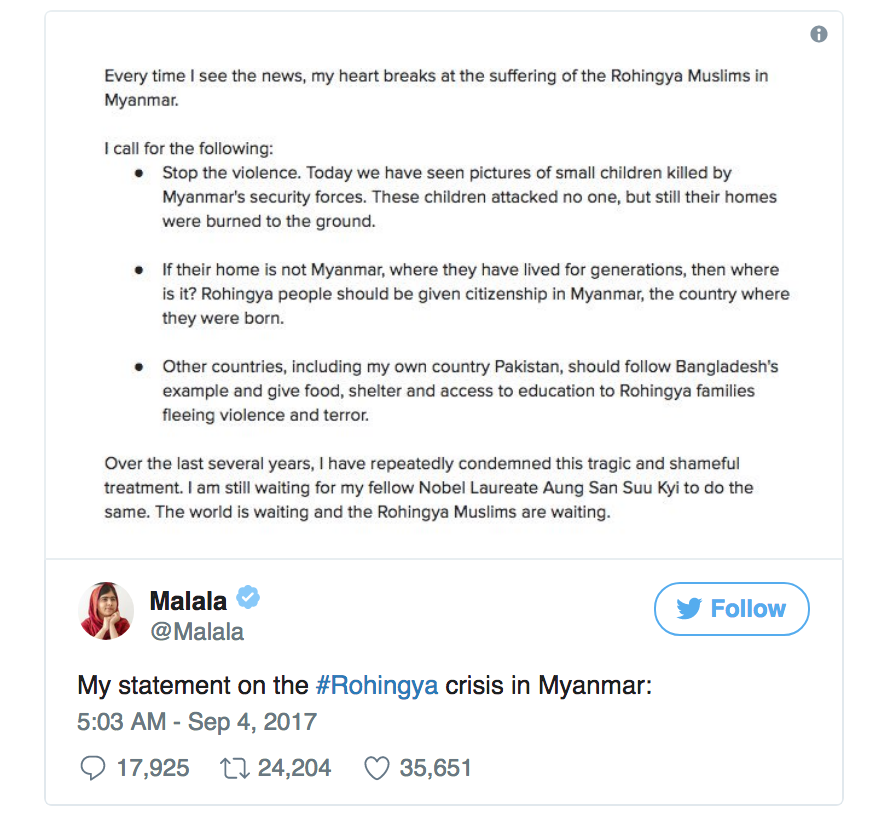 Every time I see the news, my heart breaks at the suffering of the Rohingya Muslims in
Myanmar.
I call for the following:
● Stop the violence. Today we have seen pictures of small children killed by
Myanmar's security forces. These children attacked no one, but still their homes
were burned to the ground.
● If their home is not Myanmar, where they have lived for generations, then where
is it? Rohingya people should be given citizenship in Myanmar, the country where
they were born.
● Other countries, including my own country Pakistan, should follow Bangladesh's
example and give food, shelter and access to education to Rohingya families
fleeing violence and terror.
Over the last several years, I have repeatedly condemned this tragic and shameful
treatment. I am still waiting for my fellow Nobel Laureate Aung San Suu Kyi to do the
same. The world is waiting and the Rohingya Muslims are waiting.
Malala
@Malala
Follow
My statement on the #Rohingya crisis in Myanmar:
5:03 AM - Sep 4, 2017
17,925 24,204 35,651